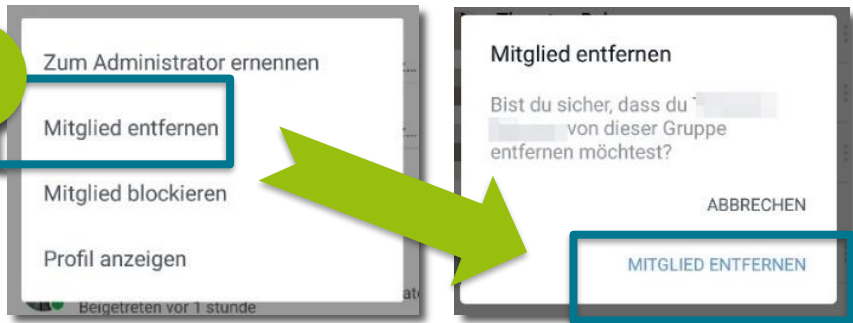 Zum Administrator ernennen
Mitglied entfernen
Mitglied blockieren
Profil anzeigen
Beigetreten vor 1 stunde
Mitglied entfernen
Bist du sicher, dass du
von dieser Gruppe
entfernen möchtest?
ABBRECHEN
MITGLIED ENTFERNEN